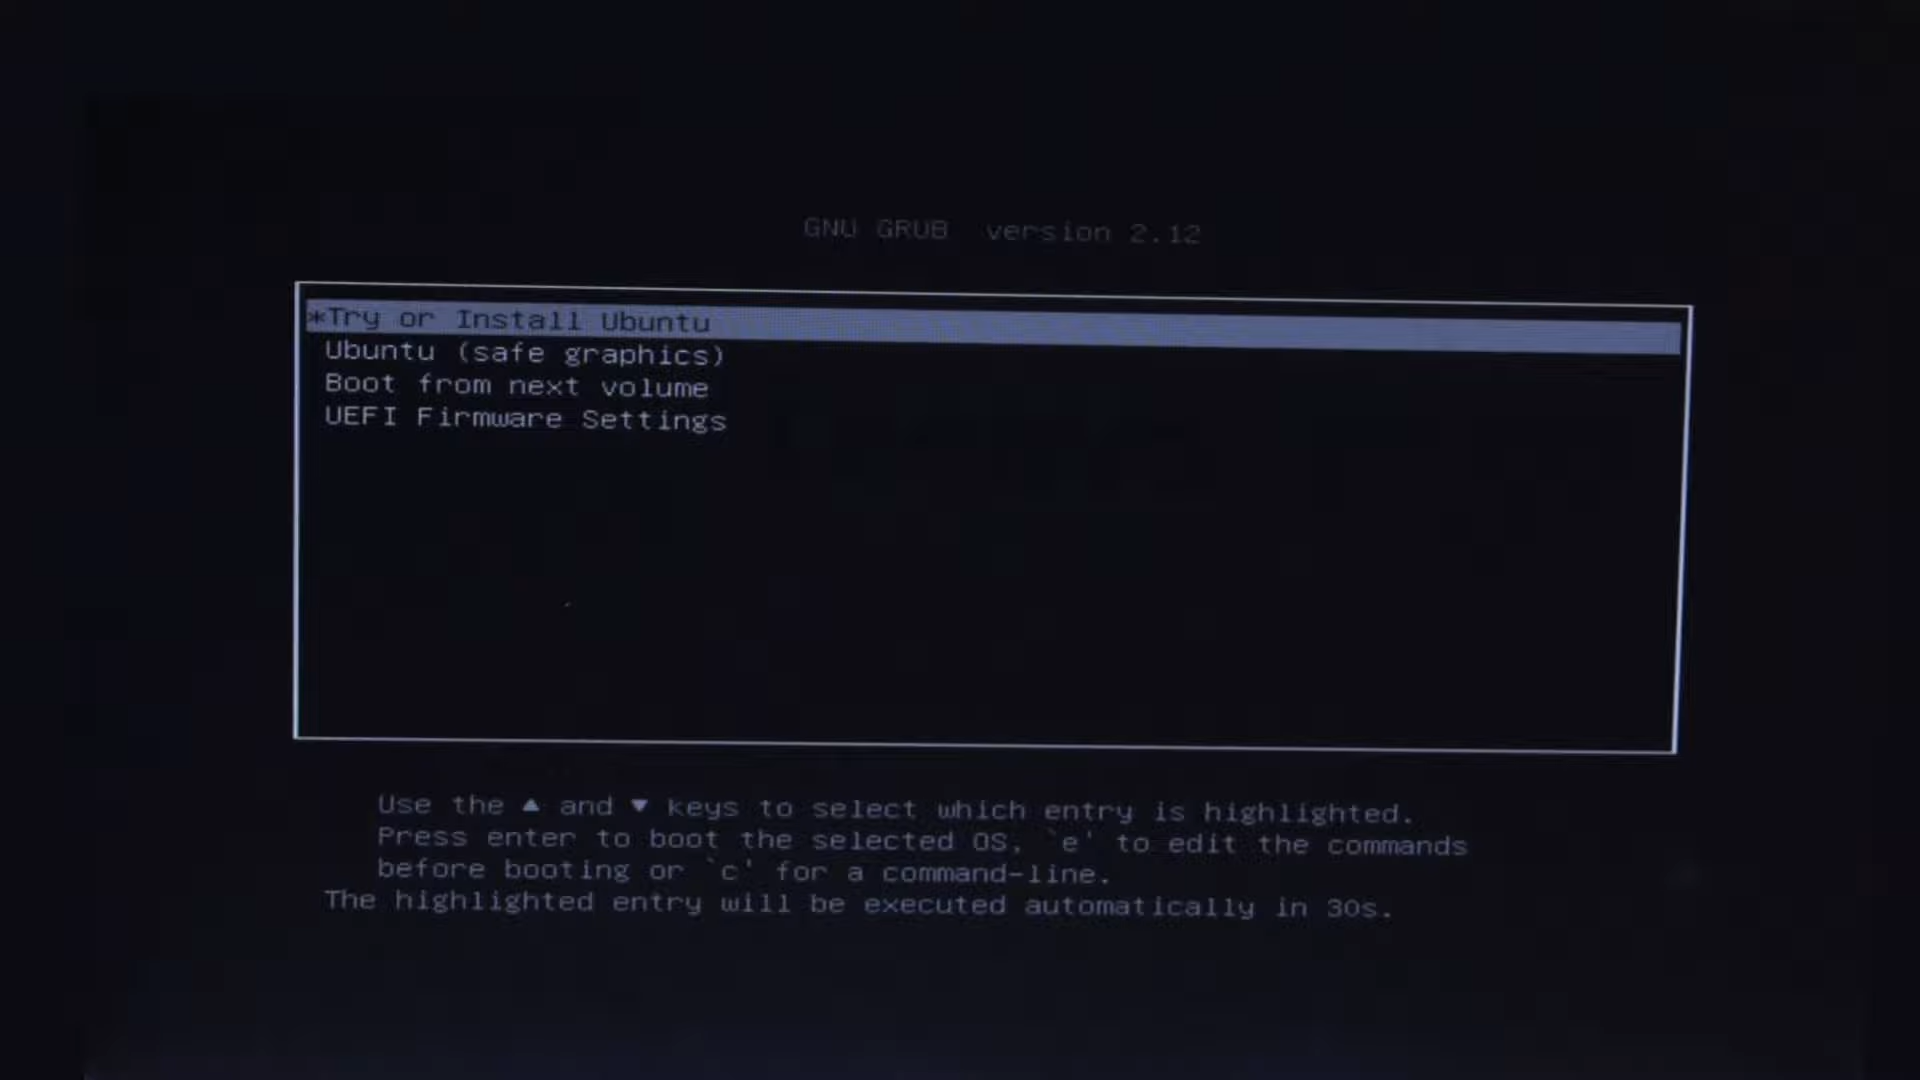 GNU GRUB  version 2.12
*Try or Install Ubuntu
Ubuntu (safe graphics)
Boot from next volume
UEFI Firmware Settings
Use the ▲ and ▼ keys to select which entry is highlighted.
Press enter to boot the selected OS, `e' to edit the commands
before booting or `c' for a command-line.
The highlighted entry will be executed automatically in 30s.